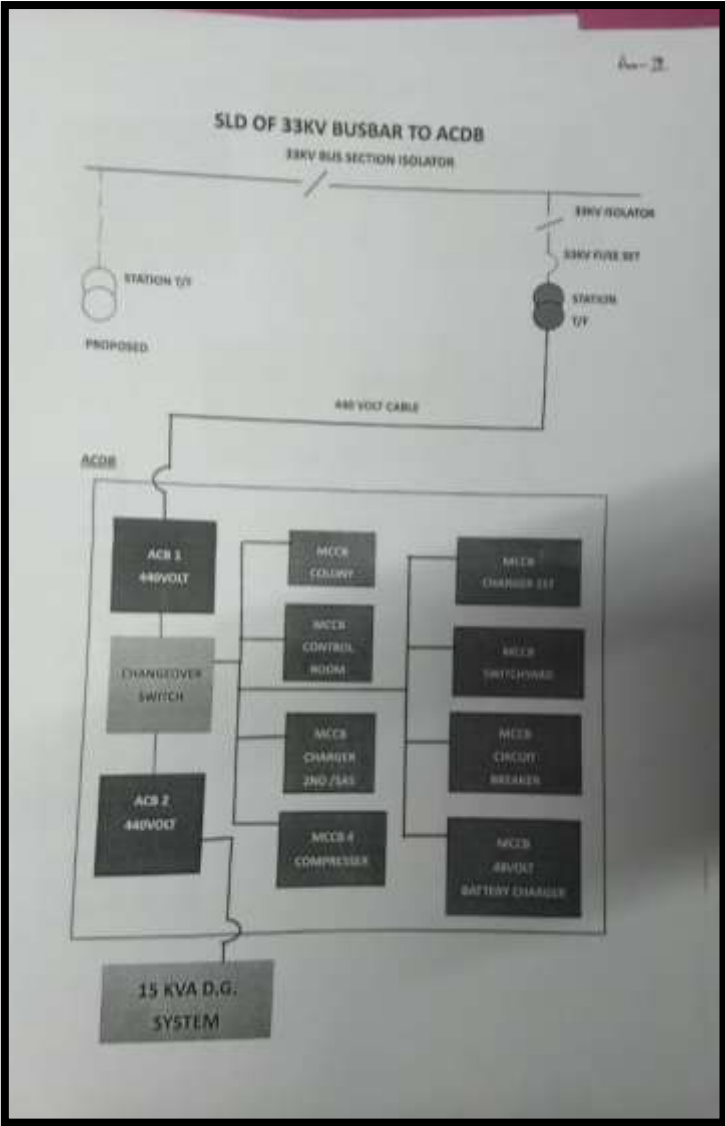 SLD OF 33KV BUSBAR TO ACDB
33KV BUS SECTION ISOLATOR
33KV ISOLATOR
33KV FUSE SET
STATION T/F
STATION
T/F
PROPOSED
440 VOLT CABLE
ACDB
ACB 1
440VOLT
MCCB
COLONY
MCCB
CHARGER 1ST
MCCB
CONTROL
ROOM
CHANGEOVER
SWITCH
MCCB
SWITCHYARD
MCCB
CHARGER
2ND /SAS
MCCB
CIRCUIT
BREAKER
ACB 2
440VOLT
MCCB 4
COMPRESSER
MCCB
48VOLT
BATTERY CHARGER
15 KVA D.G.
SYSTEM